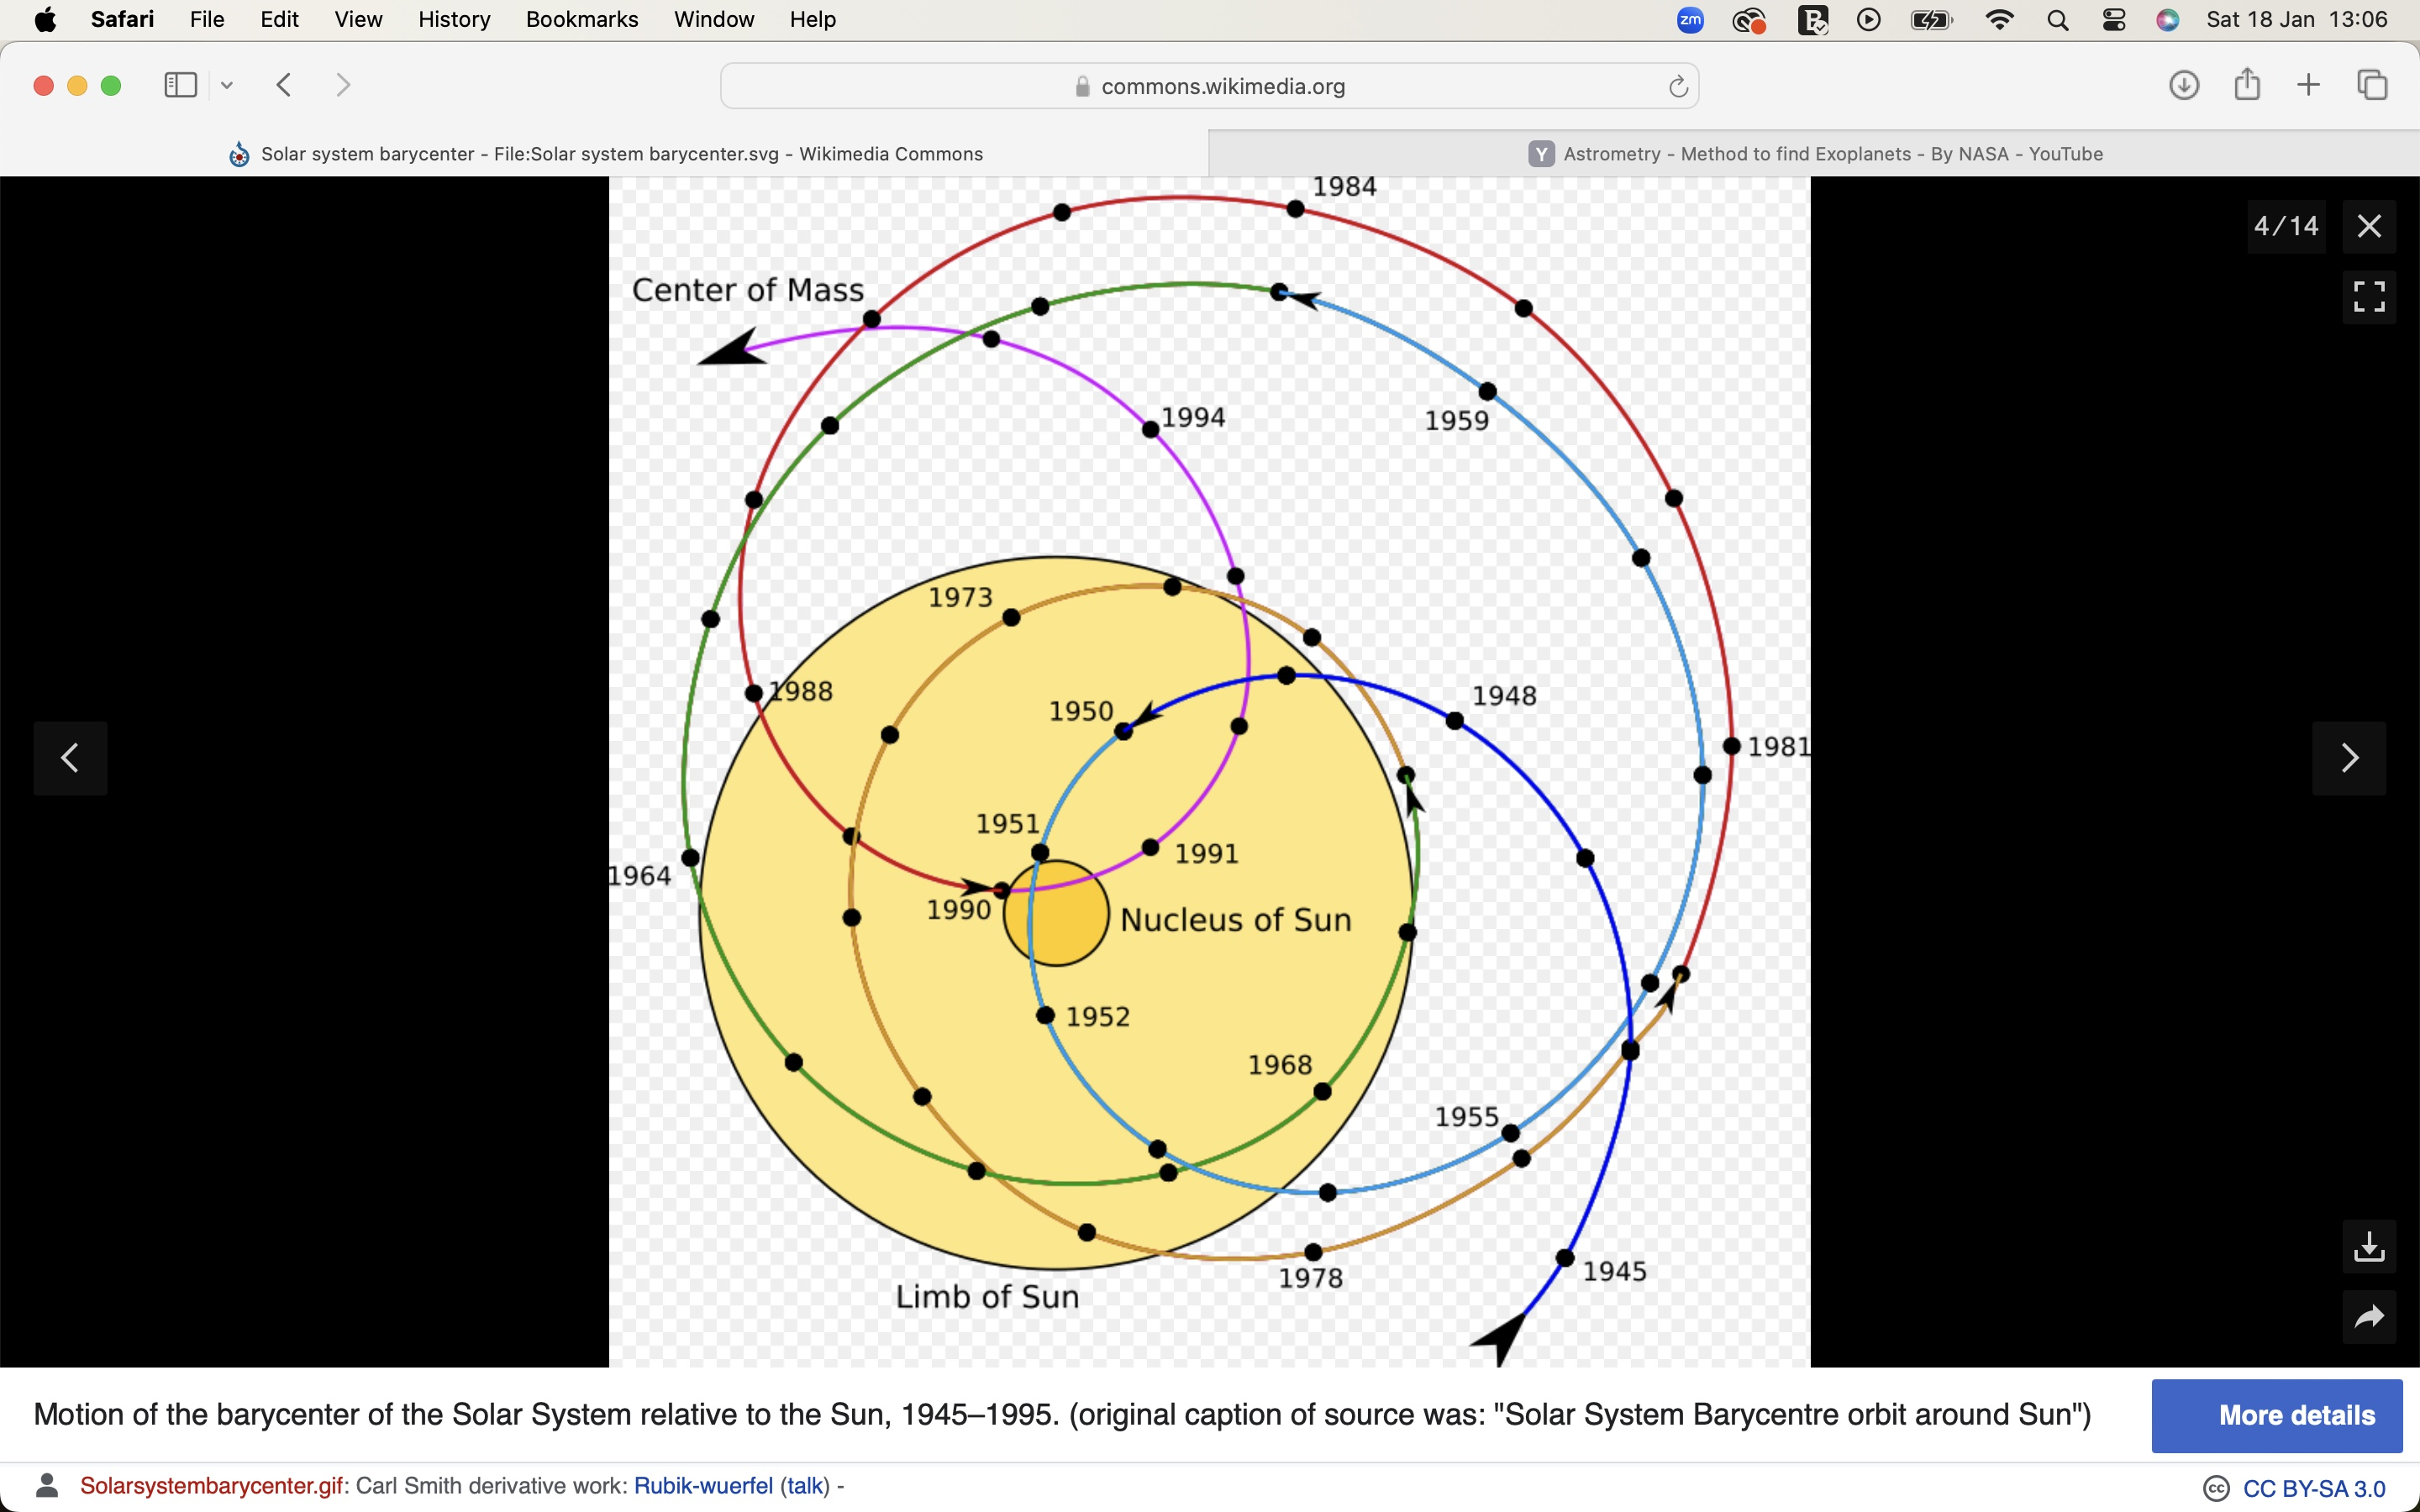 Safari File Edit View History Bookmarks Window Help
zm
Sat 18 Jan 13:06
commons.wikimedia.org
Solar system barycenter - File:Solar system barycenter.svg - Wikimedia Commons
Y Astrometry - Method to find Exoplanets - By NASA - YouTube
4/14
1984
Center of Mass
1994
1959
1973
1988
1950
1948
1981
1951
1991
1964
1990
Nucleus of Sun
1952
1968
1955
1945
1978
Limb of Sun
Motion of the barycenter of the Solar System relative to the Sun, 1945–1995. (original caption of source was: "Solar System Barycentre orbit around Sun")
More details
Solarsystembarycenter.gif: Carl Smith derivative work: Rubik-wuerfel (talk) -
cc CC BY-SA 3.0